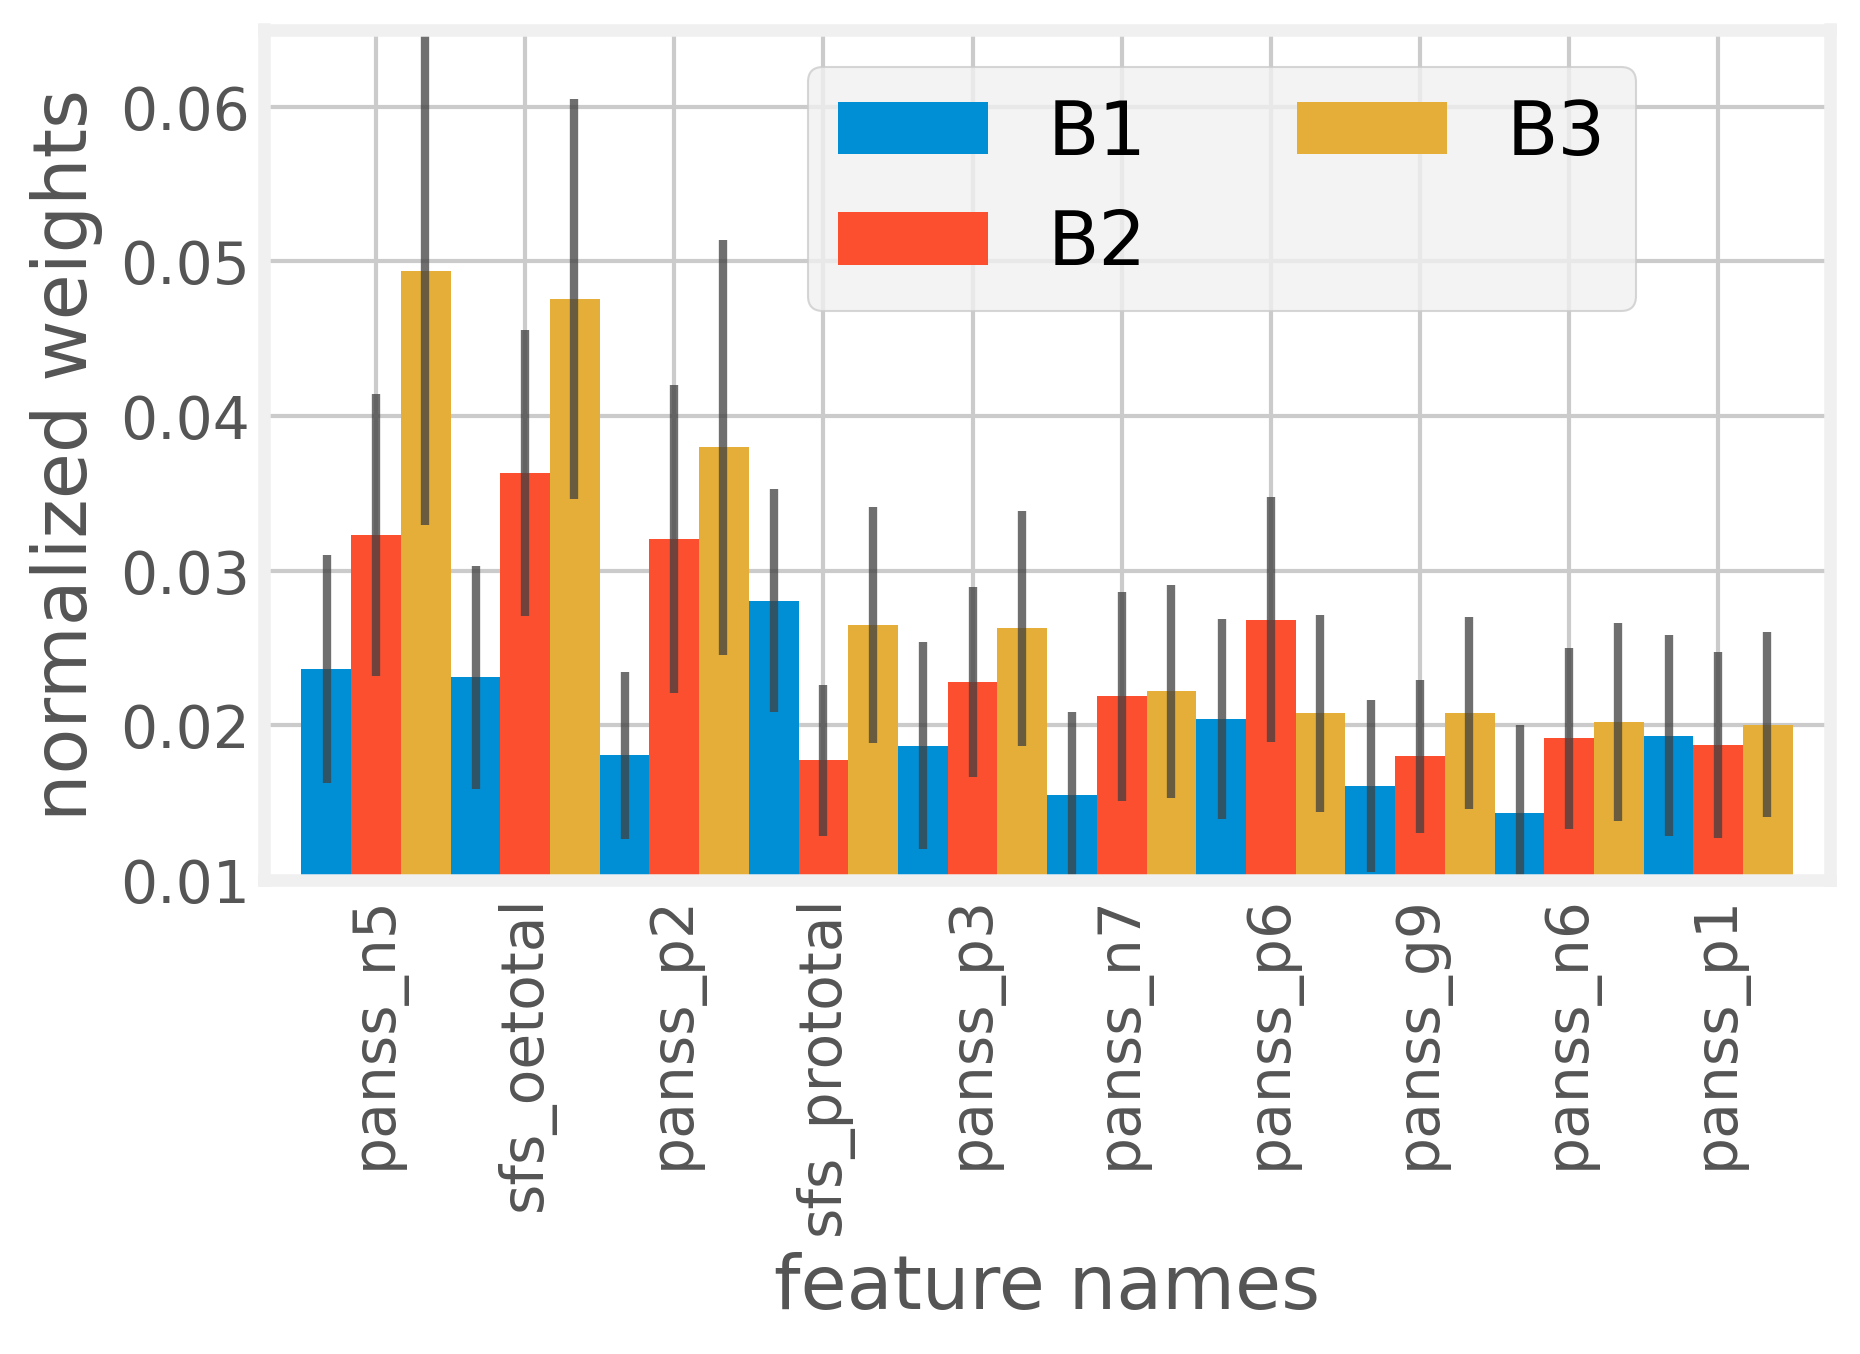 normalized weights
0.06
0.05
0.04
0.03
0.02
0.01
B1
B2
B3
panss_n5
sfs_oetotal
panss_p2
sfs_prototal
panss_p3
panss_n7
panss_p6
panss_g9
panss_n6
panss_p1
feature names